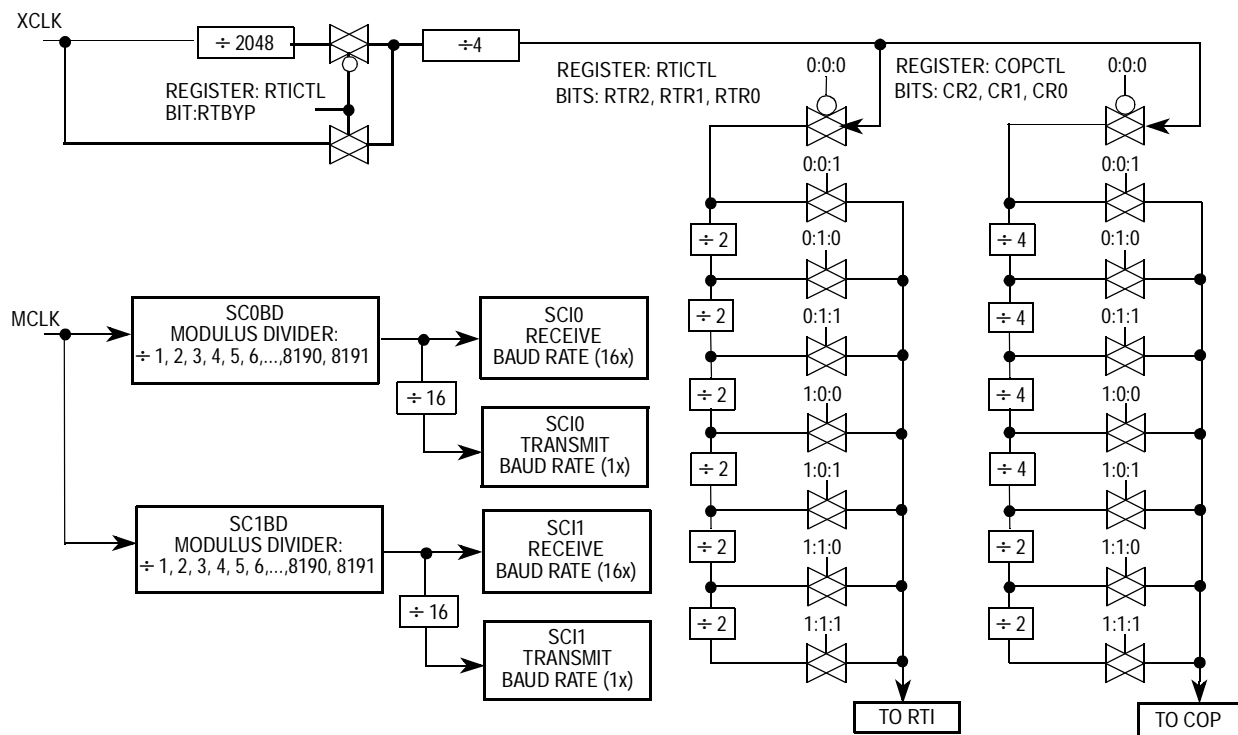 XCLK
÷ 2048
÷4
REGISTER: RTICTL
BIT:RTBYP
REGISTER: RTICTL
BITS: RTR2, RTR1, RTR0
0:0:0
REGISTER: COPCTL
BITS: CR2, CR1, CR0
0:0:0
0:0:1
÷ 2
0:1:0
÷ 2
0:1:1
÷ 2
1:0:0
÷ 2
1:0:1
÷ 2
1:1:0
÷ 2
1:1:1
TO RTI
0:0:1
÷ 4
0:1:0
÷ 4
0:1:1
÷ 4
1:0:0
÷ 4
1:0:1
÷ 2
1:1:0
÷ 2
1:1:1
TO COP
MCLK
SC0BD
MODULUS DIVIDER:
÷ 1, 2, 3, 4, 5, 6,...,8190, 8191
SCI0
RECEIVE
BAUD RATE (16x)
÷ 16
SCI0
TRANSMIT
BAUD RATE (1x)
SC1BD
MODULUS DIVIDER:
÷ 1, 2, 3, 4, 5, 6,...,8190, 8191
SCI1
RECEIVE
BAUD RATE (16x)
÷ 16
SCI1
TRANSMIT
BAUD RATE (1x)